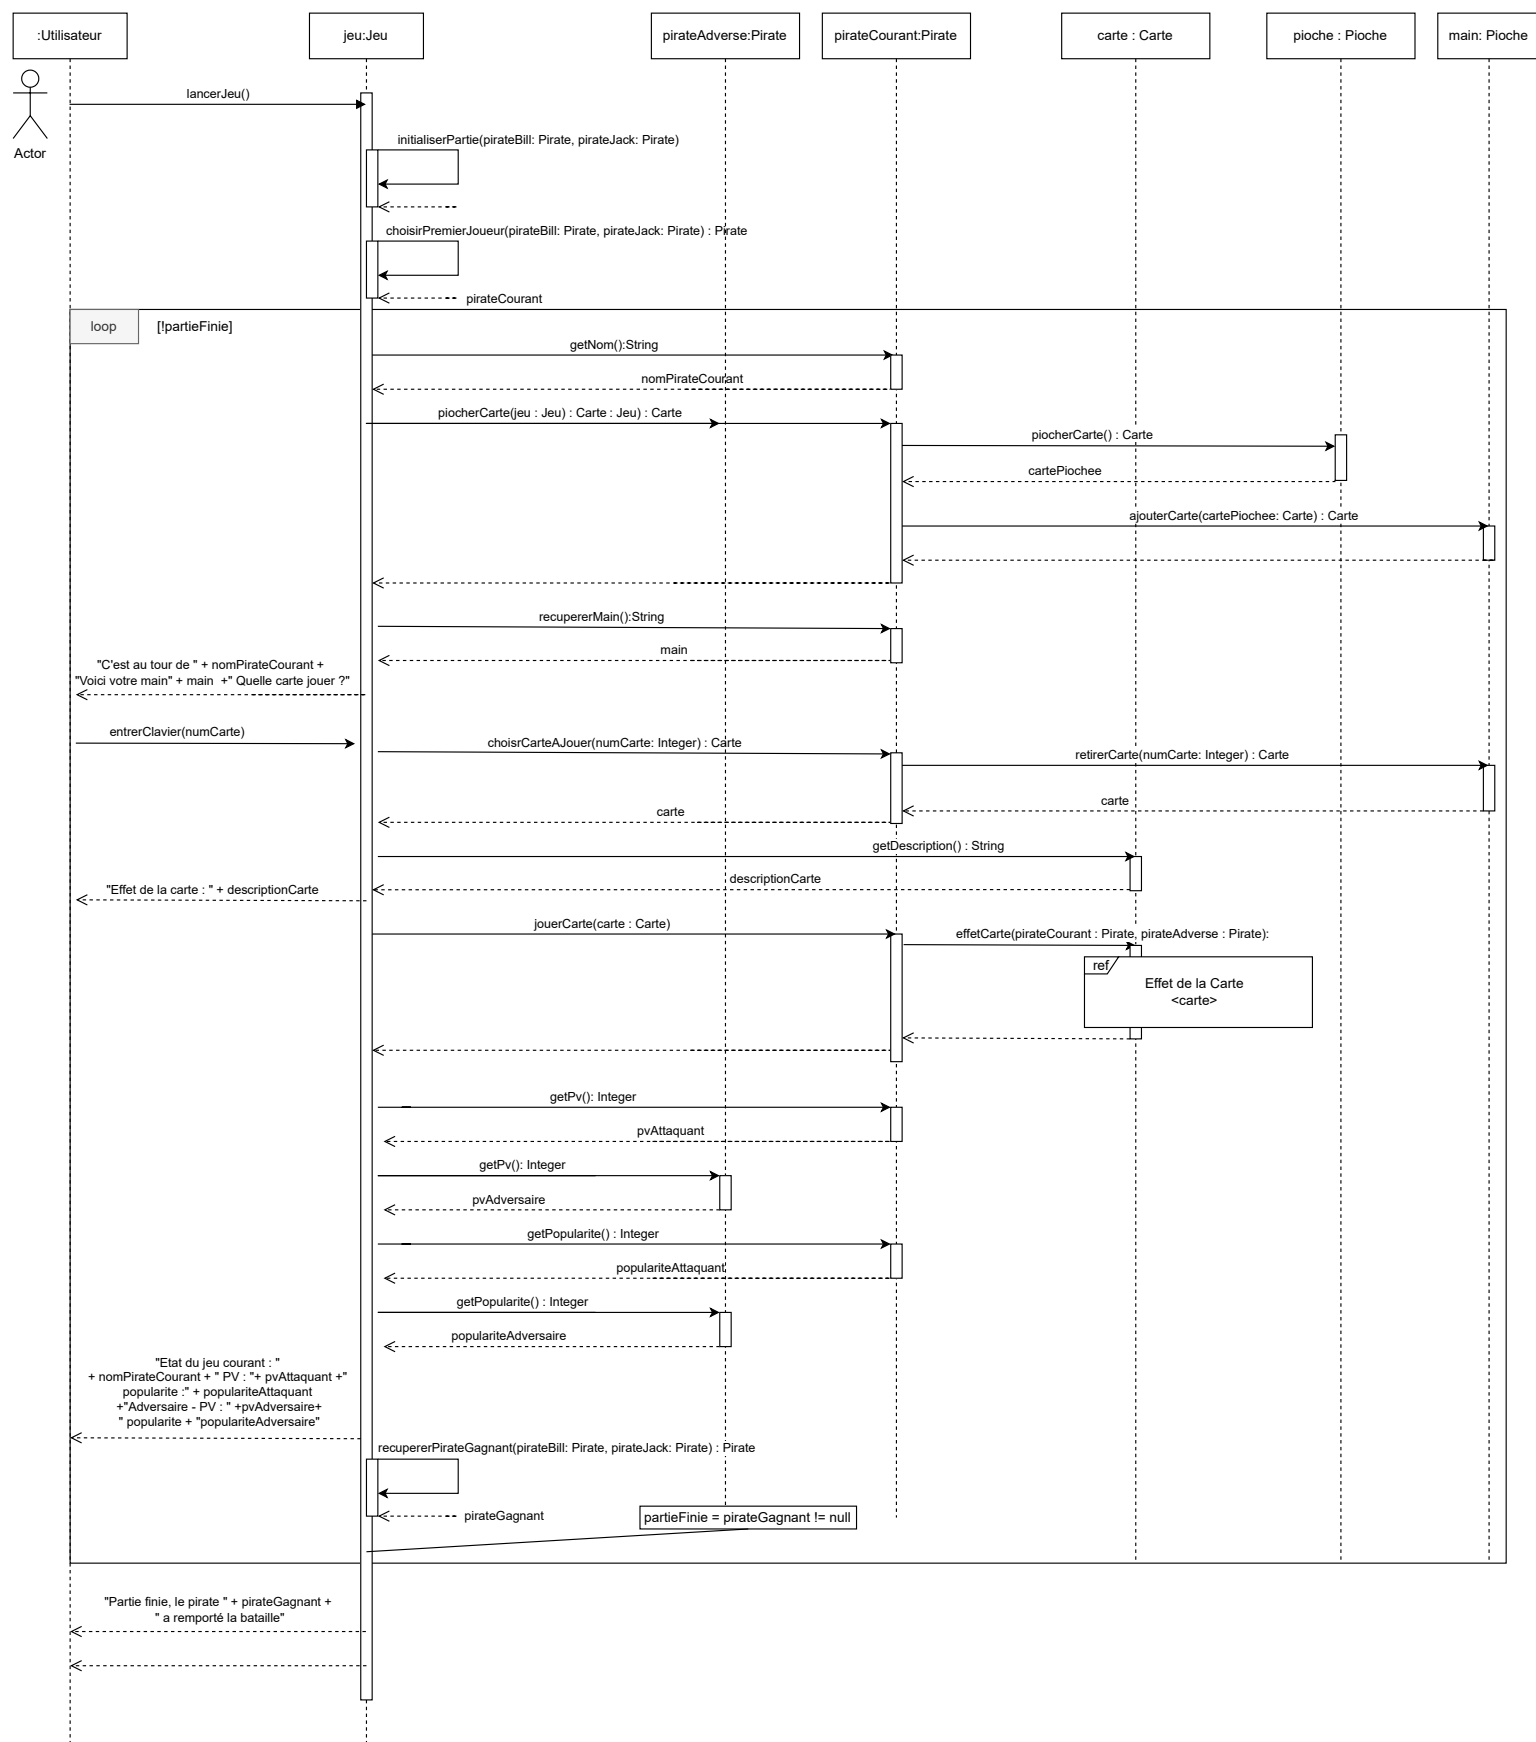 :Utilisateur
jeu:Jeu
pirateAdverse:Pirate
pirateCourant:Pirate
carte : Carte
pioche : Pioche
main: Pioche
Actor
lancerJeu()
initialiserPartie(pirateBill: Pirate, pirateJack: Pirate)
choisirPremierJoueur(pirateBill: Pirate, pirateJack: Pirate) : Pirate
pirateCourant
loop
[!partieFinie]
getNom():String
nomPirateCourant
piocherCarte(jeu : Jeu) : Carte : Jeu) : Carte
piocherCarte() : Carte
cartePiochee
ajouterCarte(cartePiochee: Carte) : Carte
recupererMain():String
main
"C'est au tour de " + nomPirateCourant +
"Voici votre main" + main +" Quelle carte jouer ?"
entrerClavier(numCarte)
choisrCarteAJouer(numCarte: Integer) : Carte
retirerCarte(numCarte: Integer) : Carte
carte
carte
getDescription() : String
descriptionCarte
"Effet de la carte : " + descriptionCarte
jouerCarte(carte : Carte)
effetCarte(pirateCourant : Pirate, pirateAdverse : Pirate):
ref
Effet de la Carte
<carte>
getPv(): Integer
pvAttaquant
getPv(): Integer
pvAdversaire
getPopularite() : Integer
populariteAttaquant
getPopularite() : Integer
populariteAdversaire
"Etat du jeu courant : "
+ nomPirateCourant + " PV : "+ pvAttaquant +"
popularite :" + populariteAttaquant
+"Adversaire - PV : " +pvAdversaire+
" popularite + "populariteAdversaire"
recupererPirateGagnant(pirateBill: Pirate, pirateJack: Pirate) : Pirate
pirateGagnant
partieFinie = pirateGagnant != null
"Partie finie, le pirate " + pirateGagnant +
" a remporté la bataille"